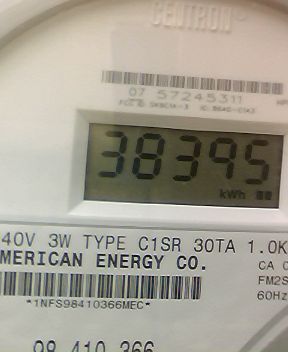 CENTRON®
07 57245311
38395
kWh
40V 3W TYPE C1SR 30TA 1.0K
MERICAN ENERGY CO.
CA 0
FM2S
60Hz
*1NFS98410366MEC*
98 410 366